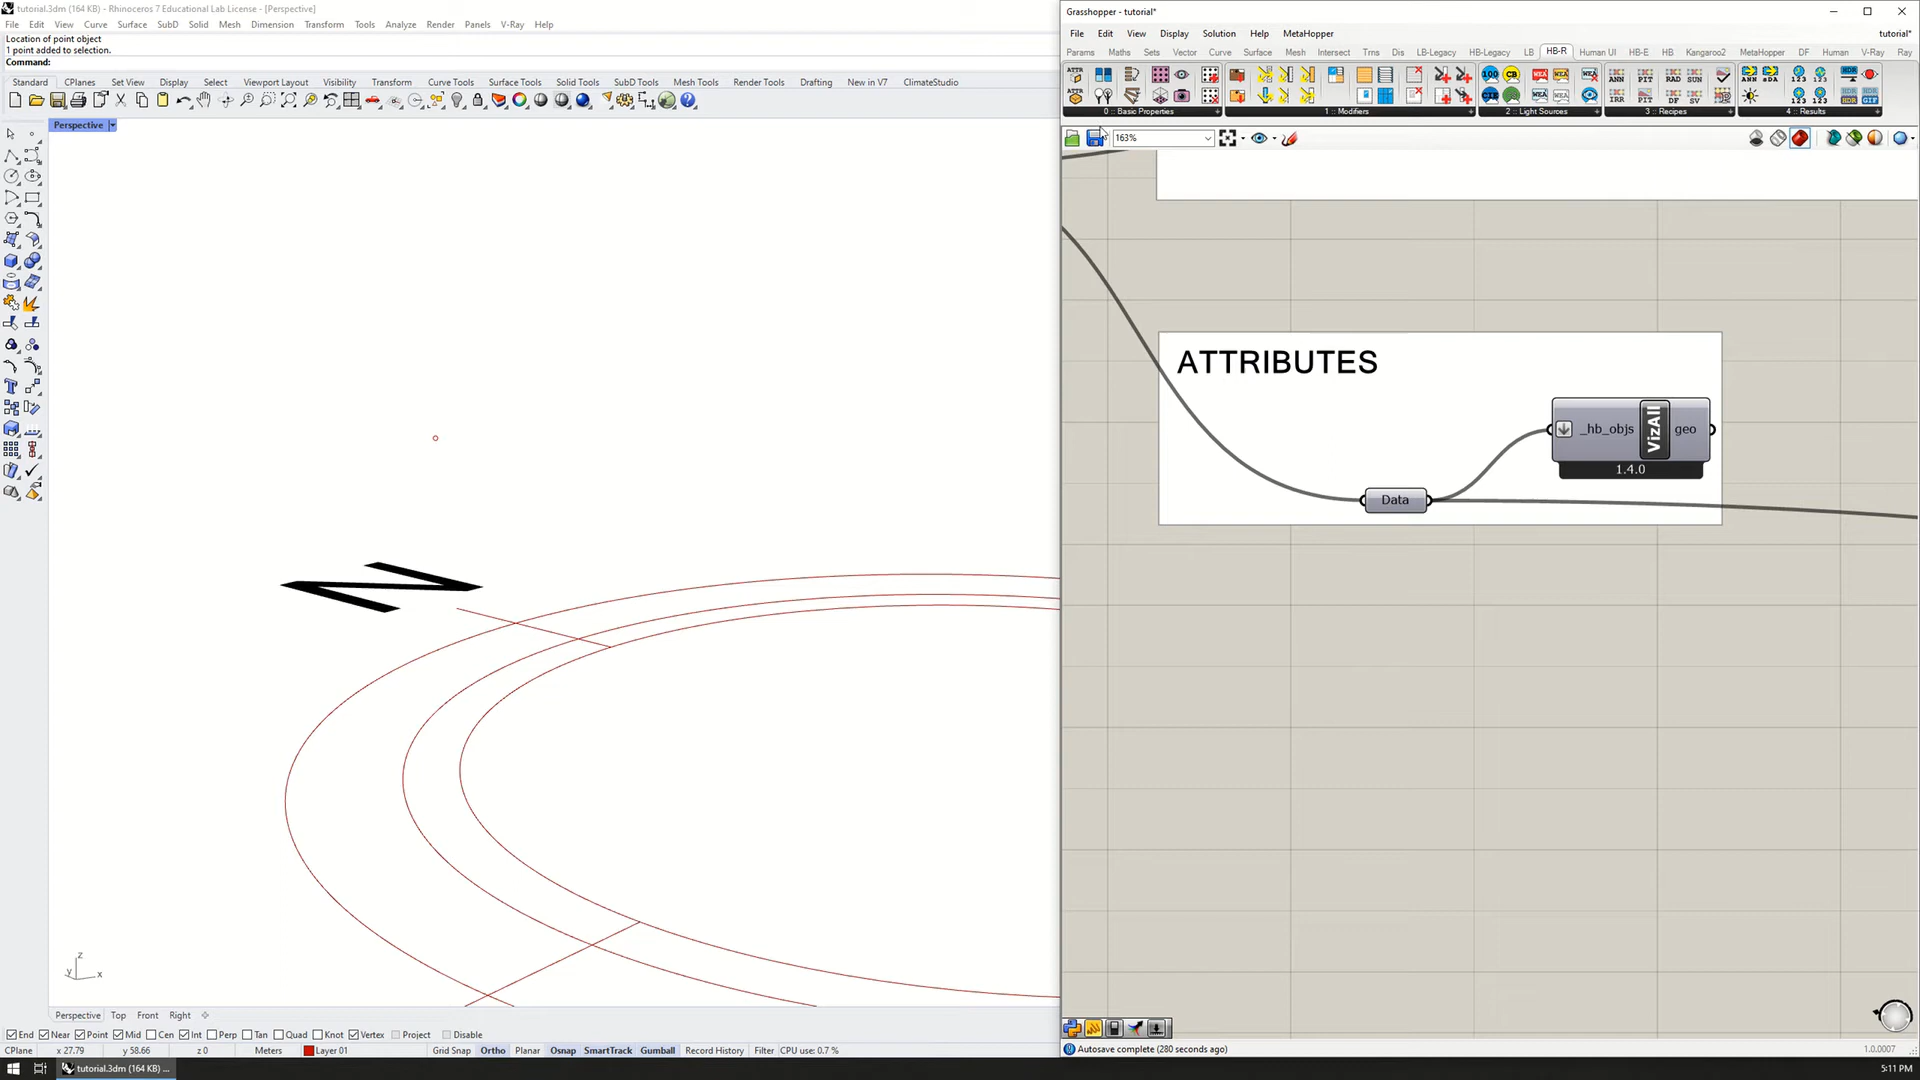 tutorial.3dm (164 KB) - Rhinoceros 7 Educational Lab License - [Perspective]
File Edit View Curve Surface SubD Solid Mesh Dimension Transform Tools Analyze Render Panels V-Ray Help
Location of point object
1 point added to selection.
Command:
Standard CPlanes Set View Display Select Viewport Layout Visibility Transform Curve Tools Surface Tools Solid Tools SubD Tools Mesh Tools Render Tools Drafting New in V7 ClimateStudio
Perspective
N
z
y x
Perspective Top Front Right
End Near Point Mid Cen Int Perp Tan Quad Knot Vertex Project Disable
CPlane x 27.79 y 58.66 z 0 Meters Layer 01 Grid Snap Ortho Planar Osnap SmartTrack Gumball Record History Filter CPU use: 0.7 %
tutorial.3dm (164 KB) ...
Grasshopper - tutorial*
File Edit View Display Solution Help MetaHopper
tutorial*
Params Maths Sets Vector Curve Surface Mesh Intersect Trns Dis LB-Legacy HB-Legacy LB HB-R Human UI HB-E HB Kangaroo2 MetaHopper DF Human V-Ray Ray
0 :: Basic Properties
1 :: Modifiers
2 :: Light Sources
3 :: Recipes
4 :: Results
163%
ATTRIBUTES
_hb_objs VizAll geo
1.4.0
Data
Autosave complete (280 seconds ago)
1.0.0007
5:11 PM